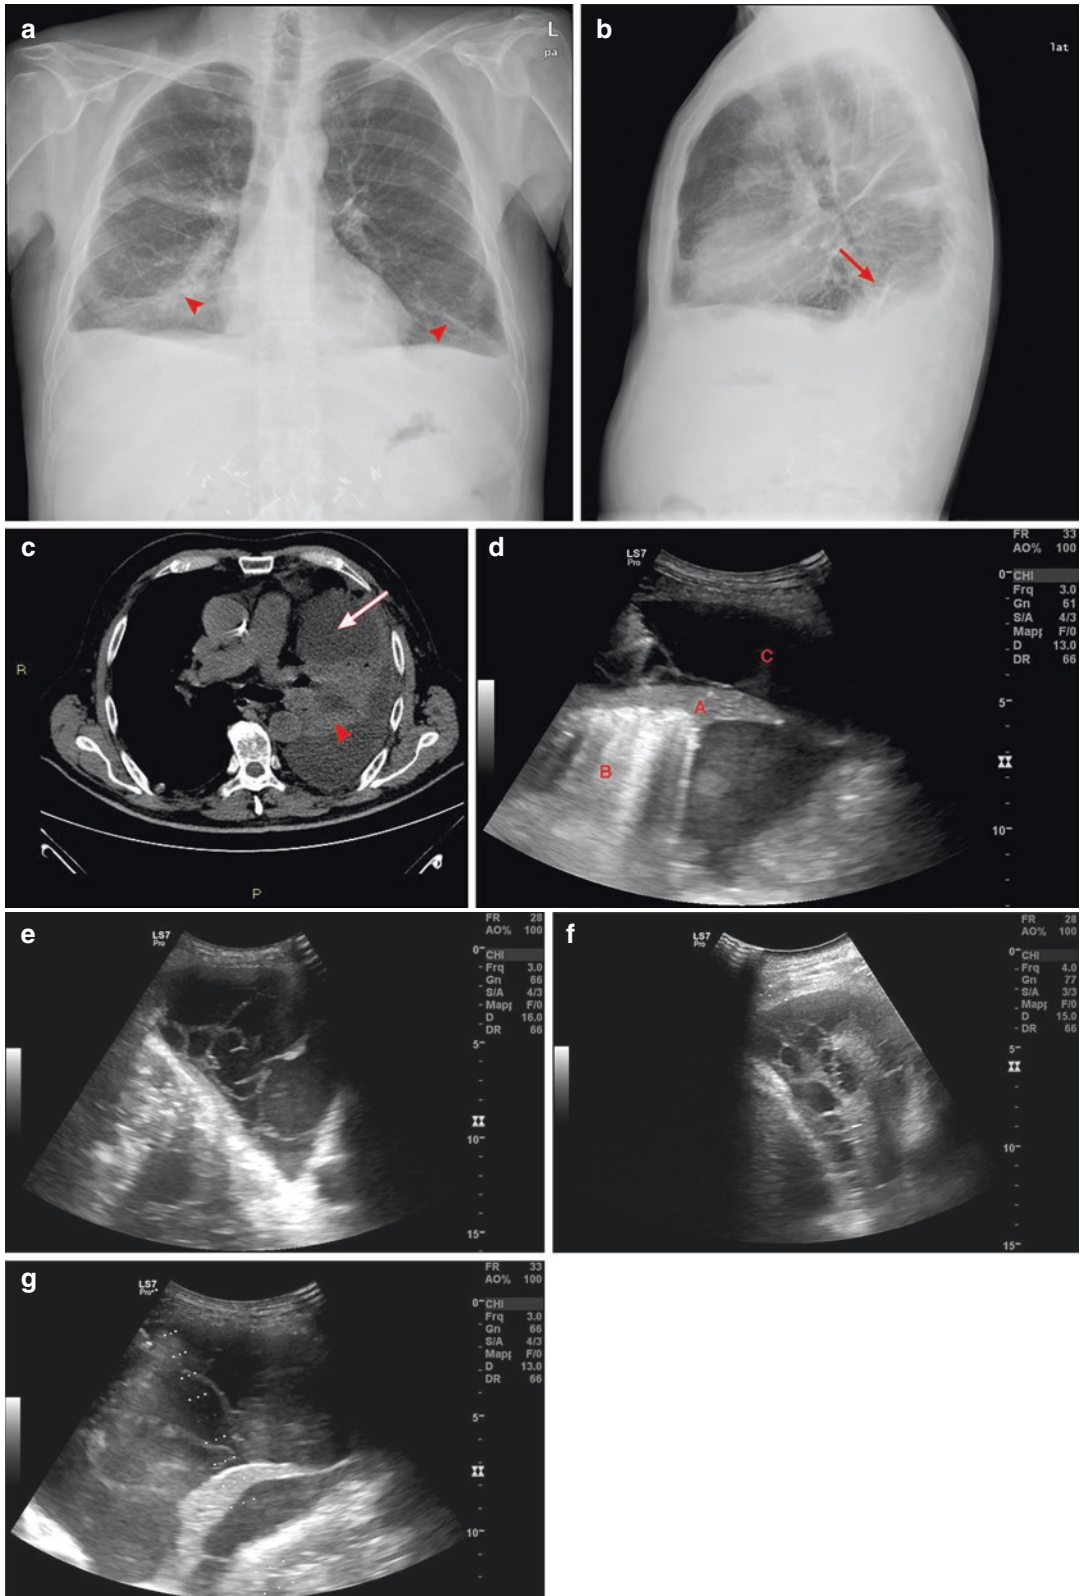 a
L
pa
b
lat
c
R
P
d
LS7
Pro
C
A
B
FR 33
AO% 100
CHI
Frq 3.0
Gn 61
S/A 4/3
Map F/0
D 13.0
DR 66
0
5
10
e
LS7
Pro
FR 28
AO% 100
CHI
Frq 3.0
Gn 66
S/A 4/3
Map F/0
D 16.0
DR 66
0
5
10
15
f
LS7
Pro
FR 28
AO% 100
CHI
Frq 4.0
Gn 77
S/A 3/3
Map F/0
D 15.0
DR 66
0
5
10
15
g
LS7
Pro
FR 33
AO% 100
CHI
Frq 3.0
Gn 66
S/A 4/3
Map F/0
D 13.0
DR 66
0
5
10